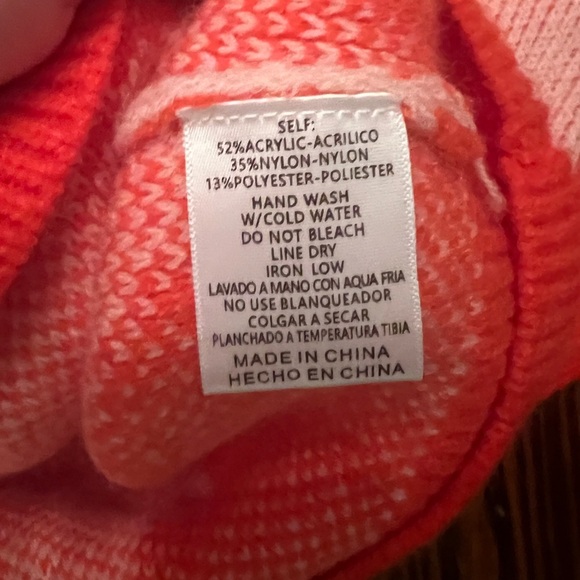 SELF:
52%ACRYLIC-ACRILICO
35%NYLON-NYLON
13%POLYESTER-POLIESTER
HAND WASH
W/COLD WATER
DO NOT BLEACH
LINE DRY
IRON LOW
LAVADO A MANO CON AQUA FRIA
NO USE BLANQUEADOR
COLGAR A SECAR
PLANCHADO A TEMPERATURA TIBIA
MADE IN CHINA
HECHO EN CHINA